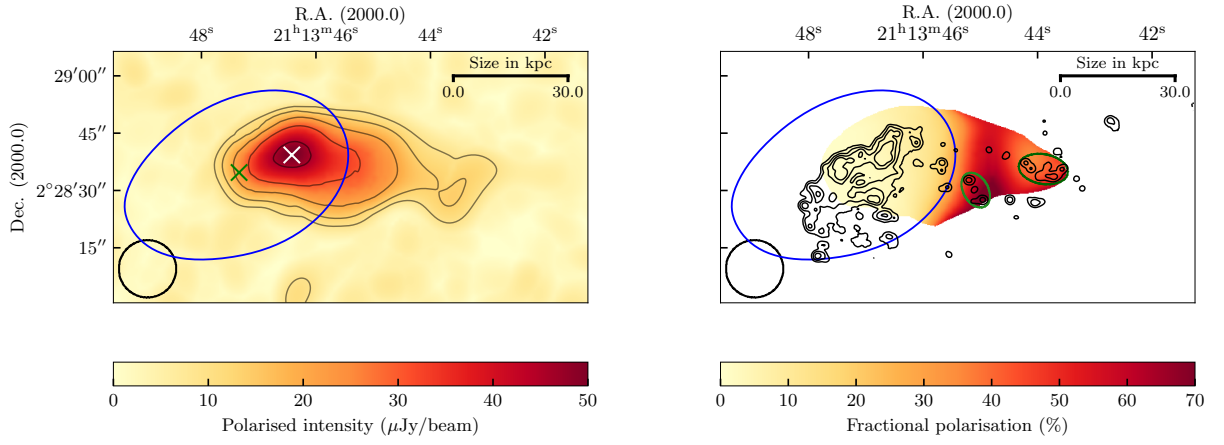 R.A. (2000.0)
48ˢ 21ʰ13ᵐ46ˢ 44ˢ 42ˢ
Size in kpc
0.0 30.0
29′00″
45″
2°28′30″
15″
Dec. (2000.0)
0 10 20 30 40 50
Polarised intensity (μJy/beam)
R.A. (2000.0)
48ˢ 21ʰ13ᵐ46ˢ 44ˢ 42ˢ
Size in kpc
0.0 30.0
0 10 20 30 40 50 60 70
Fractional polarisation (%)